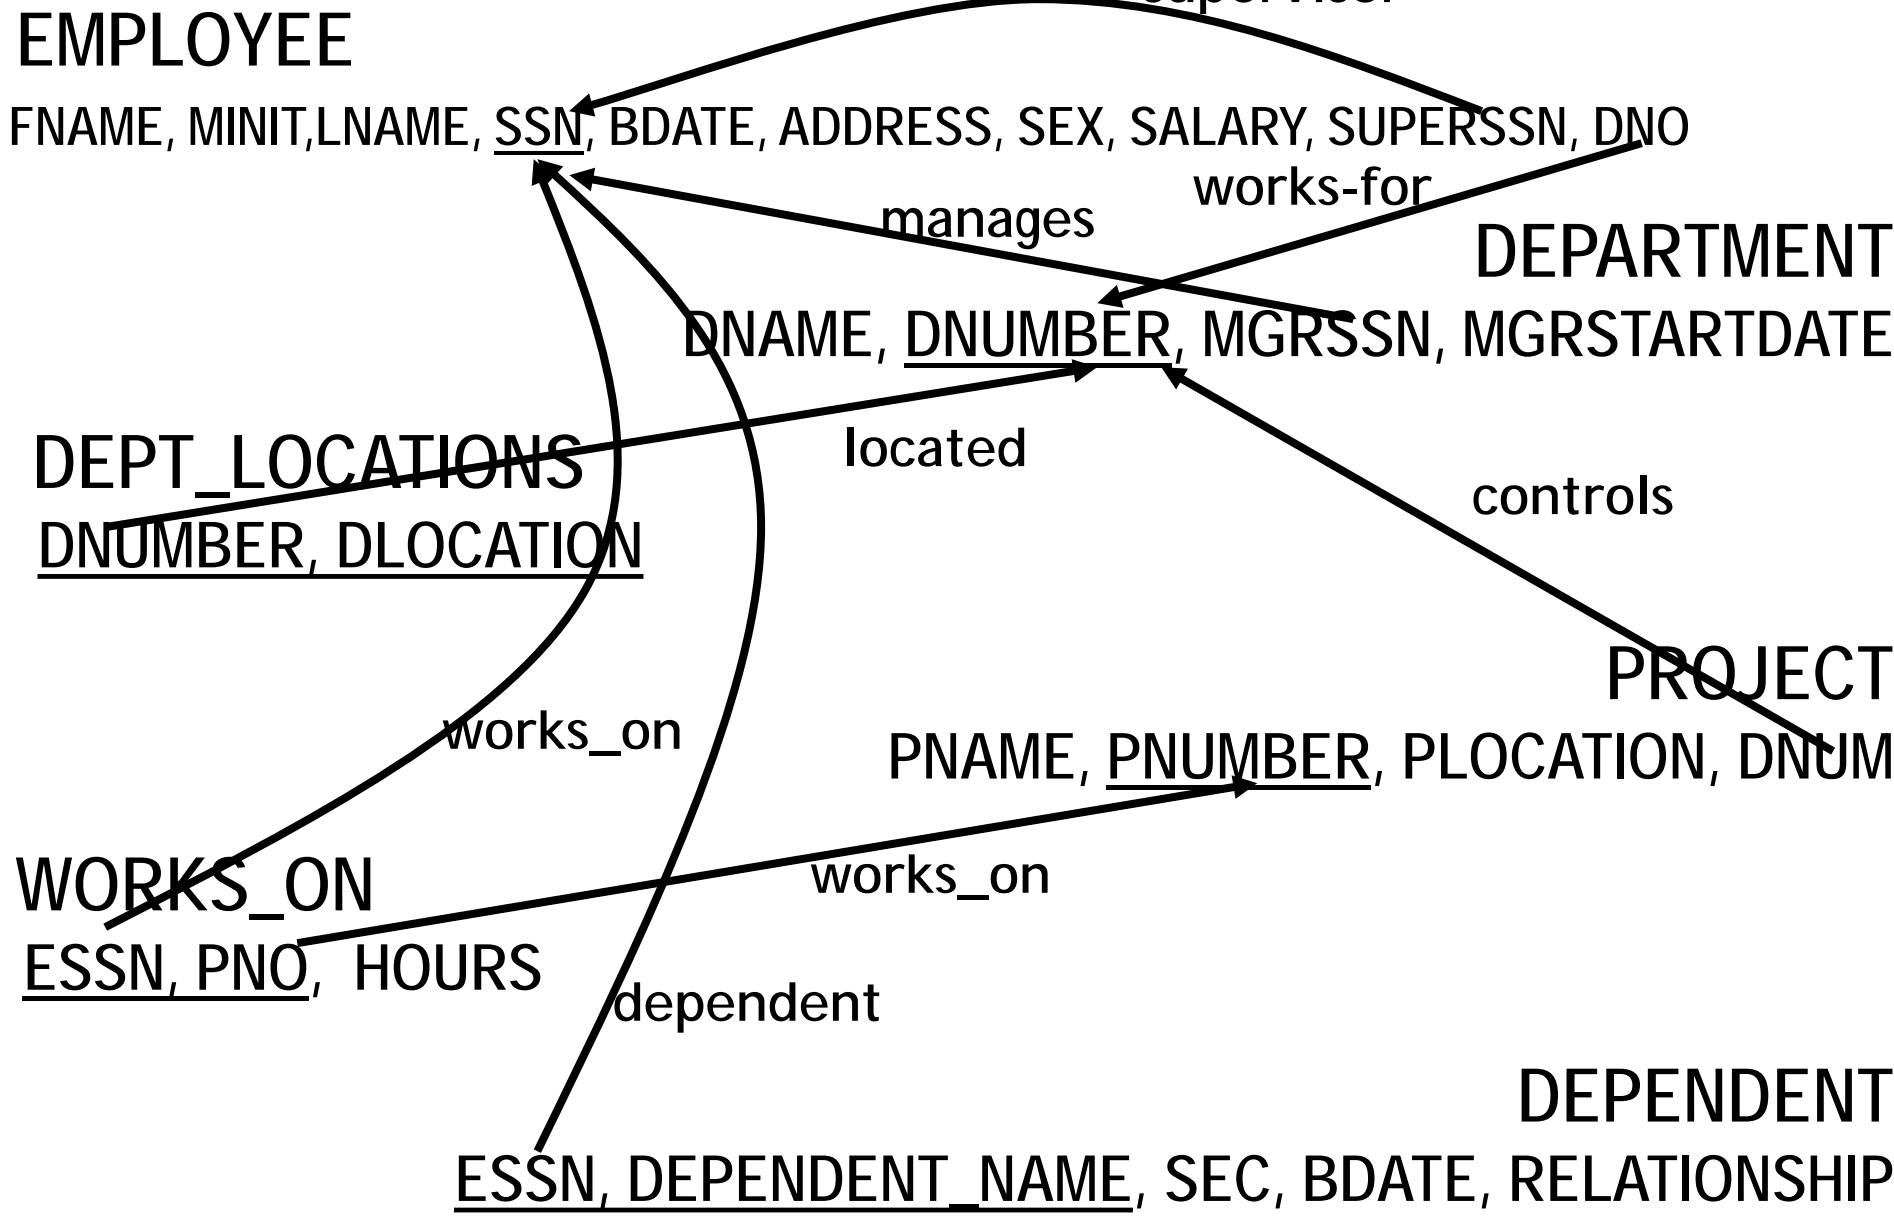 EMPLOYEE
FNAME, MINIT,LNAME, SSN, BDATE, ADDRESS, SEX, SALARY, SUPERSSN, DNO
works-for
manages
DEPARTMENT
DNAME, DNUMBER, MGRSSN, MGRSTARTDATE
DEPT_LOCATIONS
located
controls
DNUMBER, DLOCATION
PROJECT
works_on
PNAME, PNUMBER, PLOCATION, DNUM
WORKS_ON
works_on
ESSN, PNO, HOURS
dependent
DEPENDENT
ESSN, DEPENDENT_NAME, SEC, BDATE, RELATIONSHIP